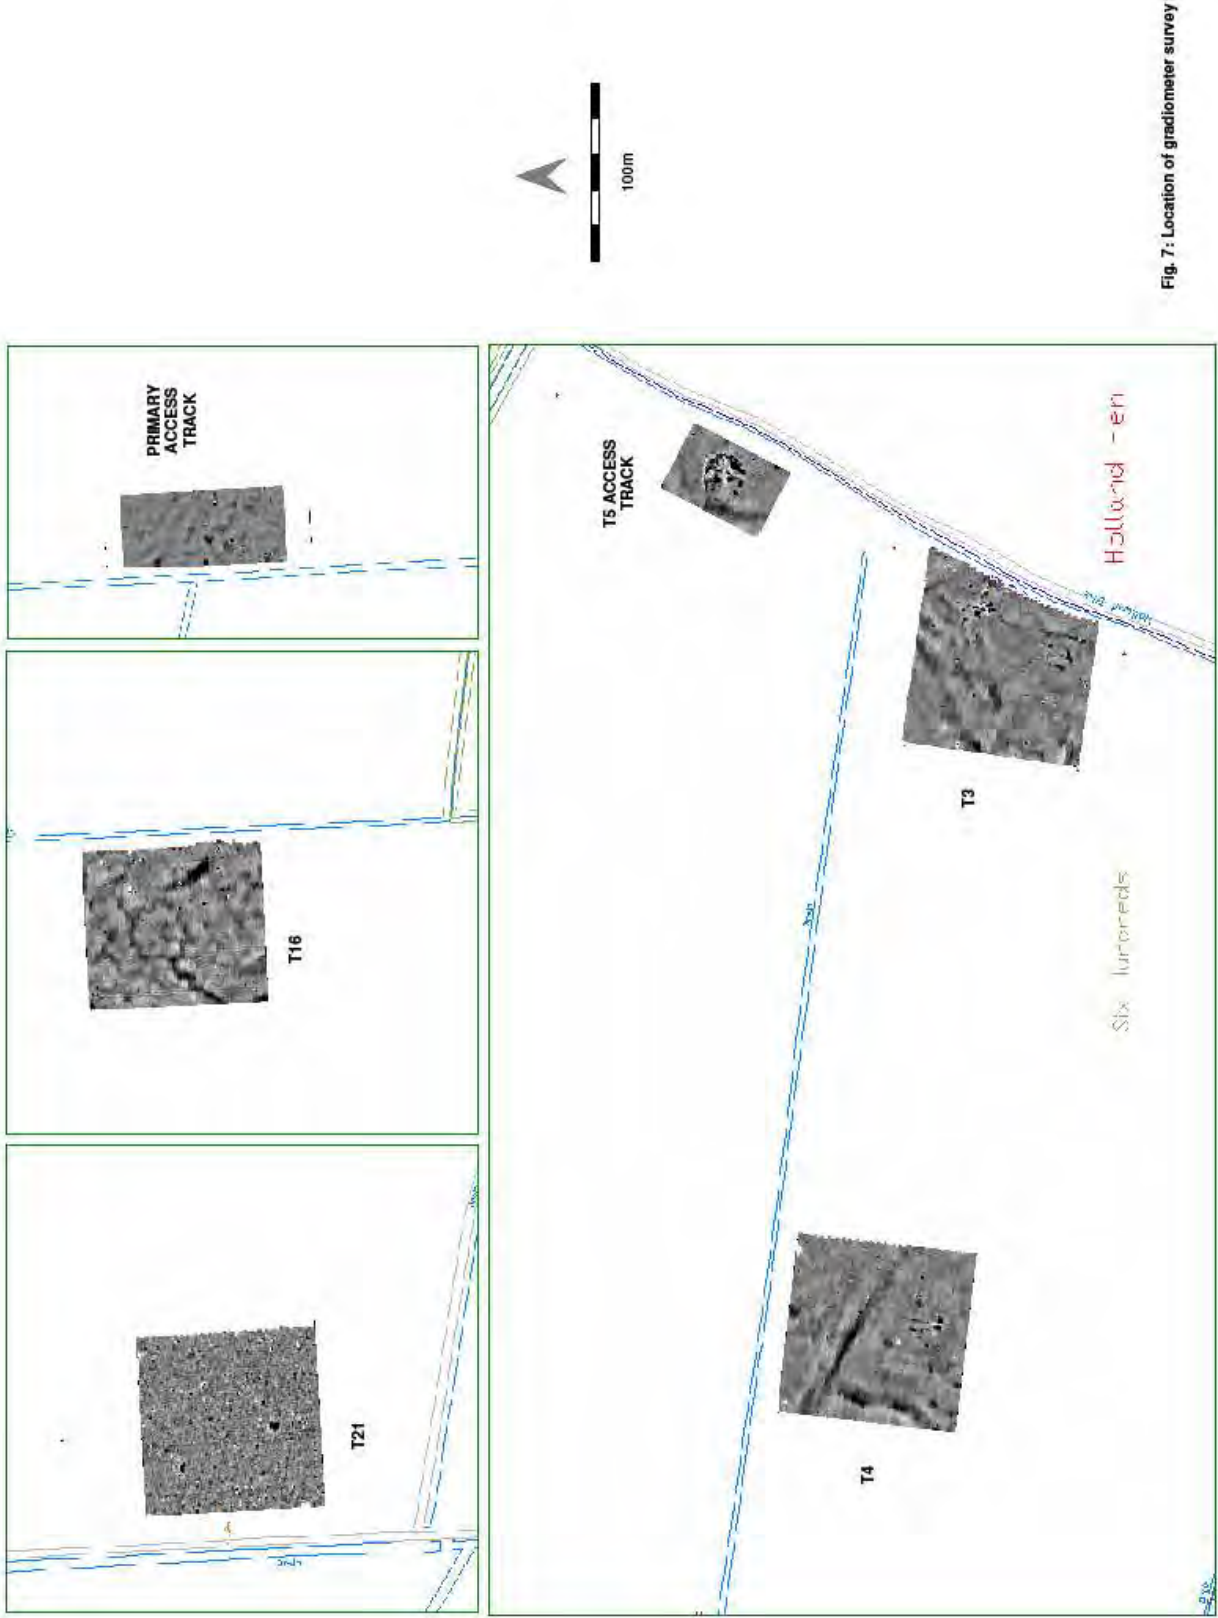 T21
T16
PRIMARY
ACCESS
TRACK
100m
T4
T3
T5 ACCESS
TRACK
Six
Holland
Fig. 7: Location of gradiometer survey